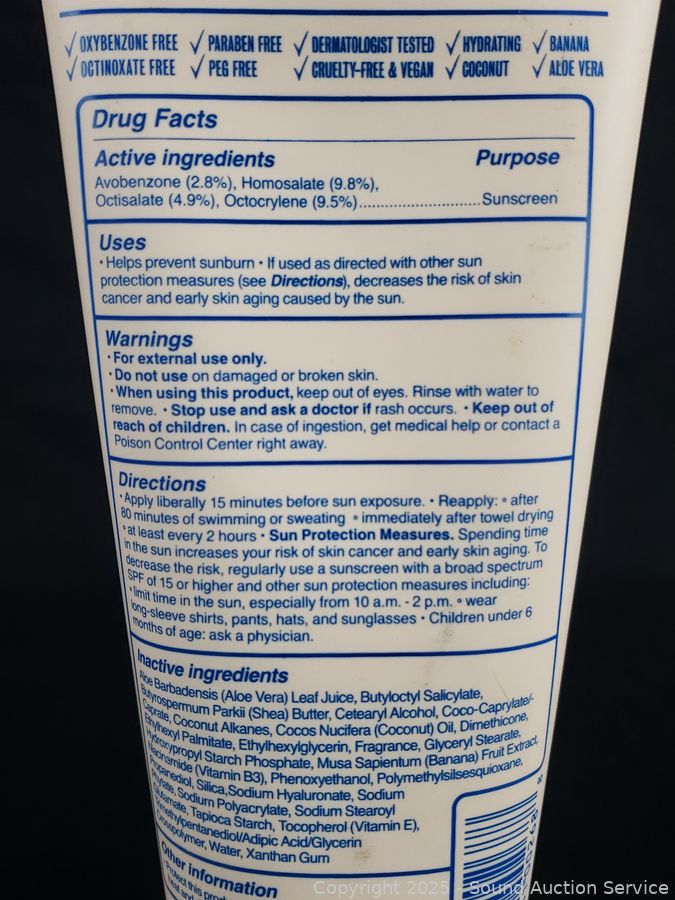 ✓ OXYBENZONE FREE ✓ PARABEN FREE ✓ DERMATOLOGIST TESTED ✓ HYDRATING ✓ BANANA
✓ OCTINOXATE FREE ✓ PEG FREE ✓ CRUELTY-FREE & VEGAN ✓ COCONUT ✓ ALOE VERA
Drug Facts
Active ingredients Purpose
Avobenzone (2.8%), Homosalate (9.8%),
Octisalate (4.9%), Octocrylene (9.5%)............................Sunscreen
Uses
• Helps prevent sunburn • If used as directed with other sun
protection measures (see Directions), decreases the risk of skin
cancer and early skin aging caused by the sun.
Warnings
• For external use only.
• Do not use on damaged or broken skin.
• When using this product, keep out of eyes. Rinse with water to
remove. • Stop use and ask a doctor if rash occurs. • Keep out of
reach of children. In case of ingestion, get medical help or contact a
Poison Control Center right away.
Directions
• Apply liberally 15 minutes before sun exposure. • Reapply: ◦ after
80 minutes of swimming or sweating ◦ immediately after towel drying
◦ at least every 2 hours • Sun Protection Measures. Spending time
in the sun increases your risk of skin cancer and early skin aging. To
decrease the risk, regularly use a sunscreen with a broad spectrum
SPF of 15 or higher and other sun protection measures including:
◦ limit time in the sun, especially from 10 a.m. - 2 p.m. ◦ wear
long-sleeve shirts, pants, hats, and sunglasses • Children under 6
months of age: ask a physician.
Inactive ingredients
Aloe Barbadensis (Aloe Vera) Leaf Juice, Butyloctyl Salicylate,
Butyrospermum Parkii (Shea) Butter, Cetearyl Alcohol, Coco-Caprylate/
Caprate, Coconut Alkanes, Cocos Nucifera (Coconut) Oil, Dimethicone,
Ethylhexyl Palmitate, Ethylhexylglycerin, Fragrance, Glyceryl Stearate,
Hydroxypropyl Starch Phosphate, Musa Sapientum (Banana) Fruit Extract,
Niacinamide (Vitamin B3), Phenoxyethanol, Polymethylsilsesquioxane,
Propanediol, Silica,Sodium Hyaluronate, Sodium
Phytate, Sodium Polyacrylate, Sodium Stearoyl
Glutamate, Tapioca Starch, Tocopherol (Vitamin E),
Trimethylpentanediol/Adipic Acid/Glycerin
Crosspolymer, Water, Xanthan Gum
Other information
• Protect this
Copyright 2025 - Sound Auction Service